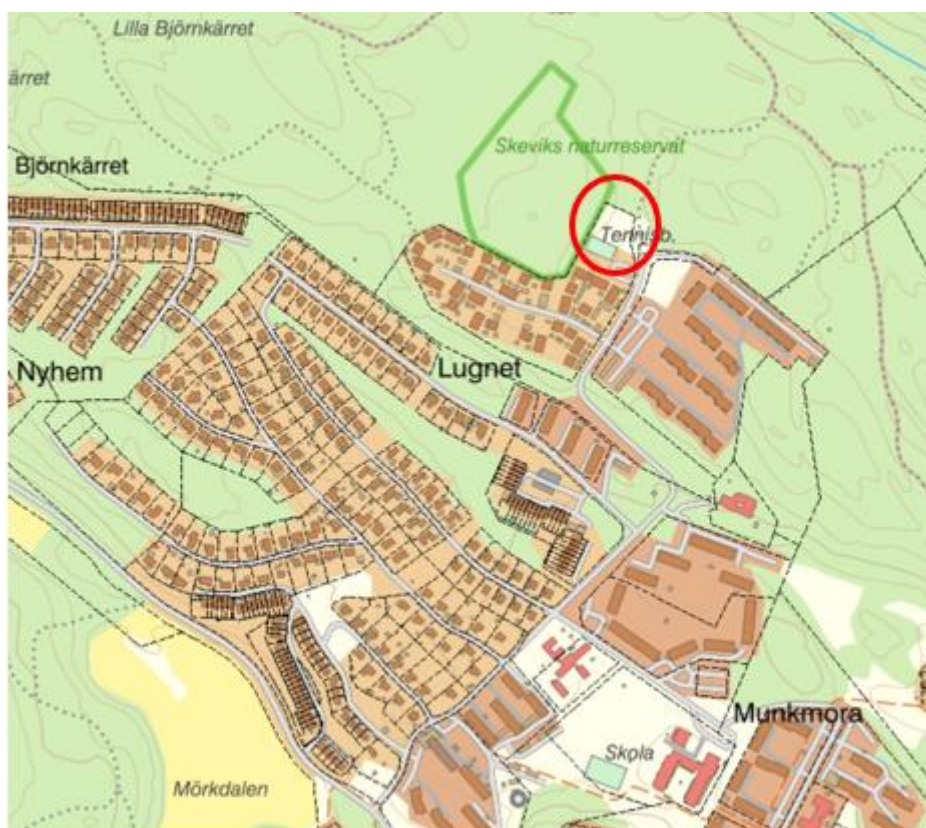 Lilla Björnkärret
ärret
Skeviks naturreservat
Björnkärret
Tennisb.
Nyhem
Lugnet
Munkmora
Skola
Mörkdalen